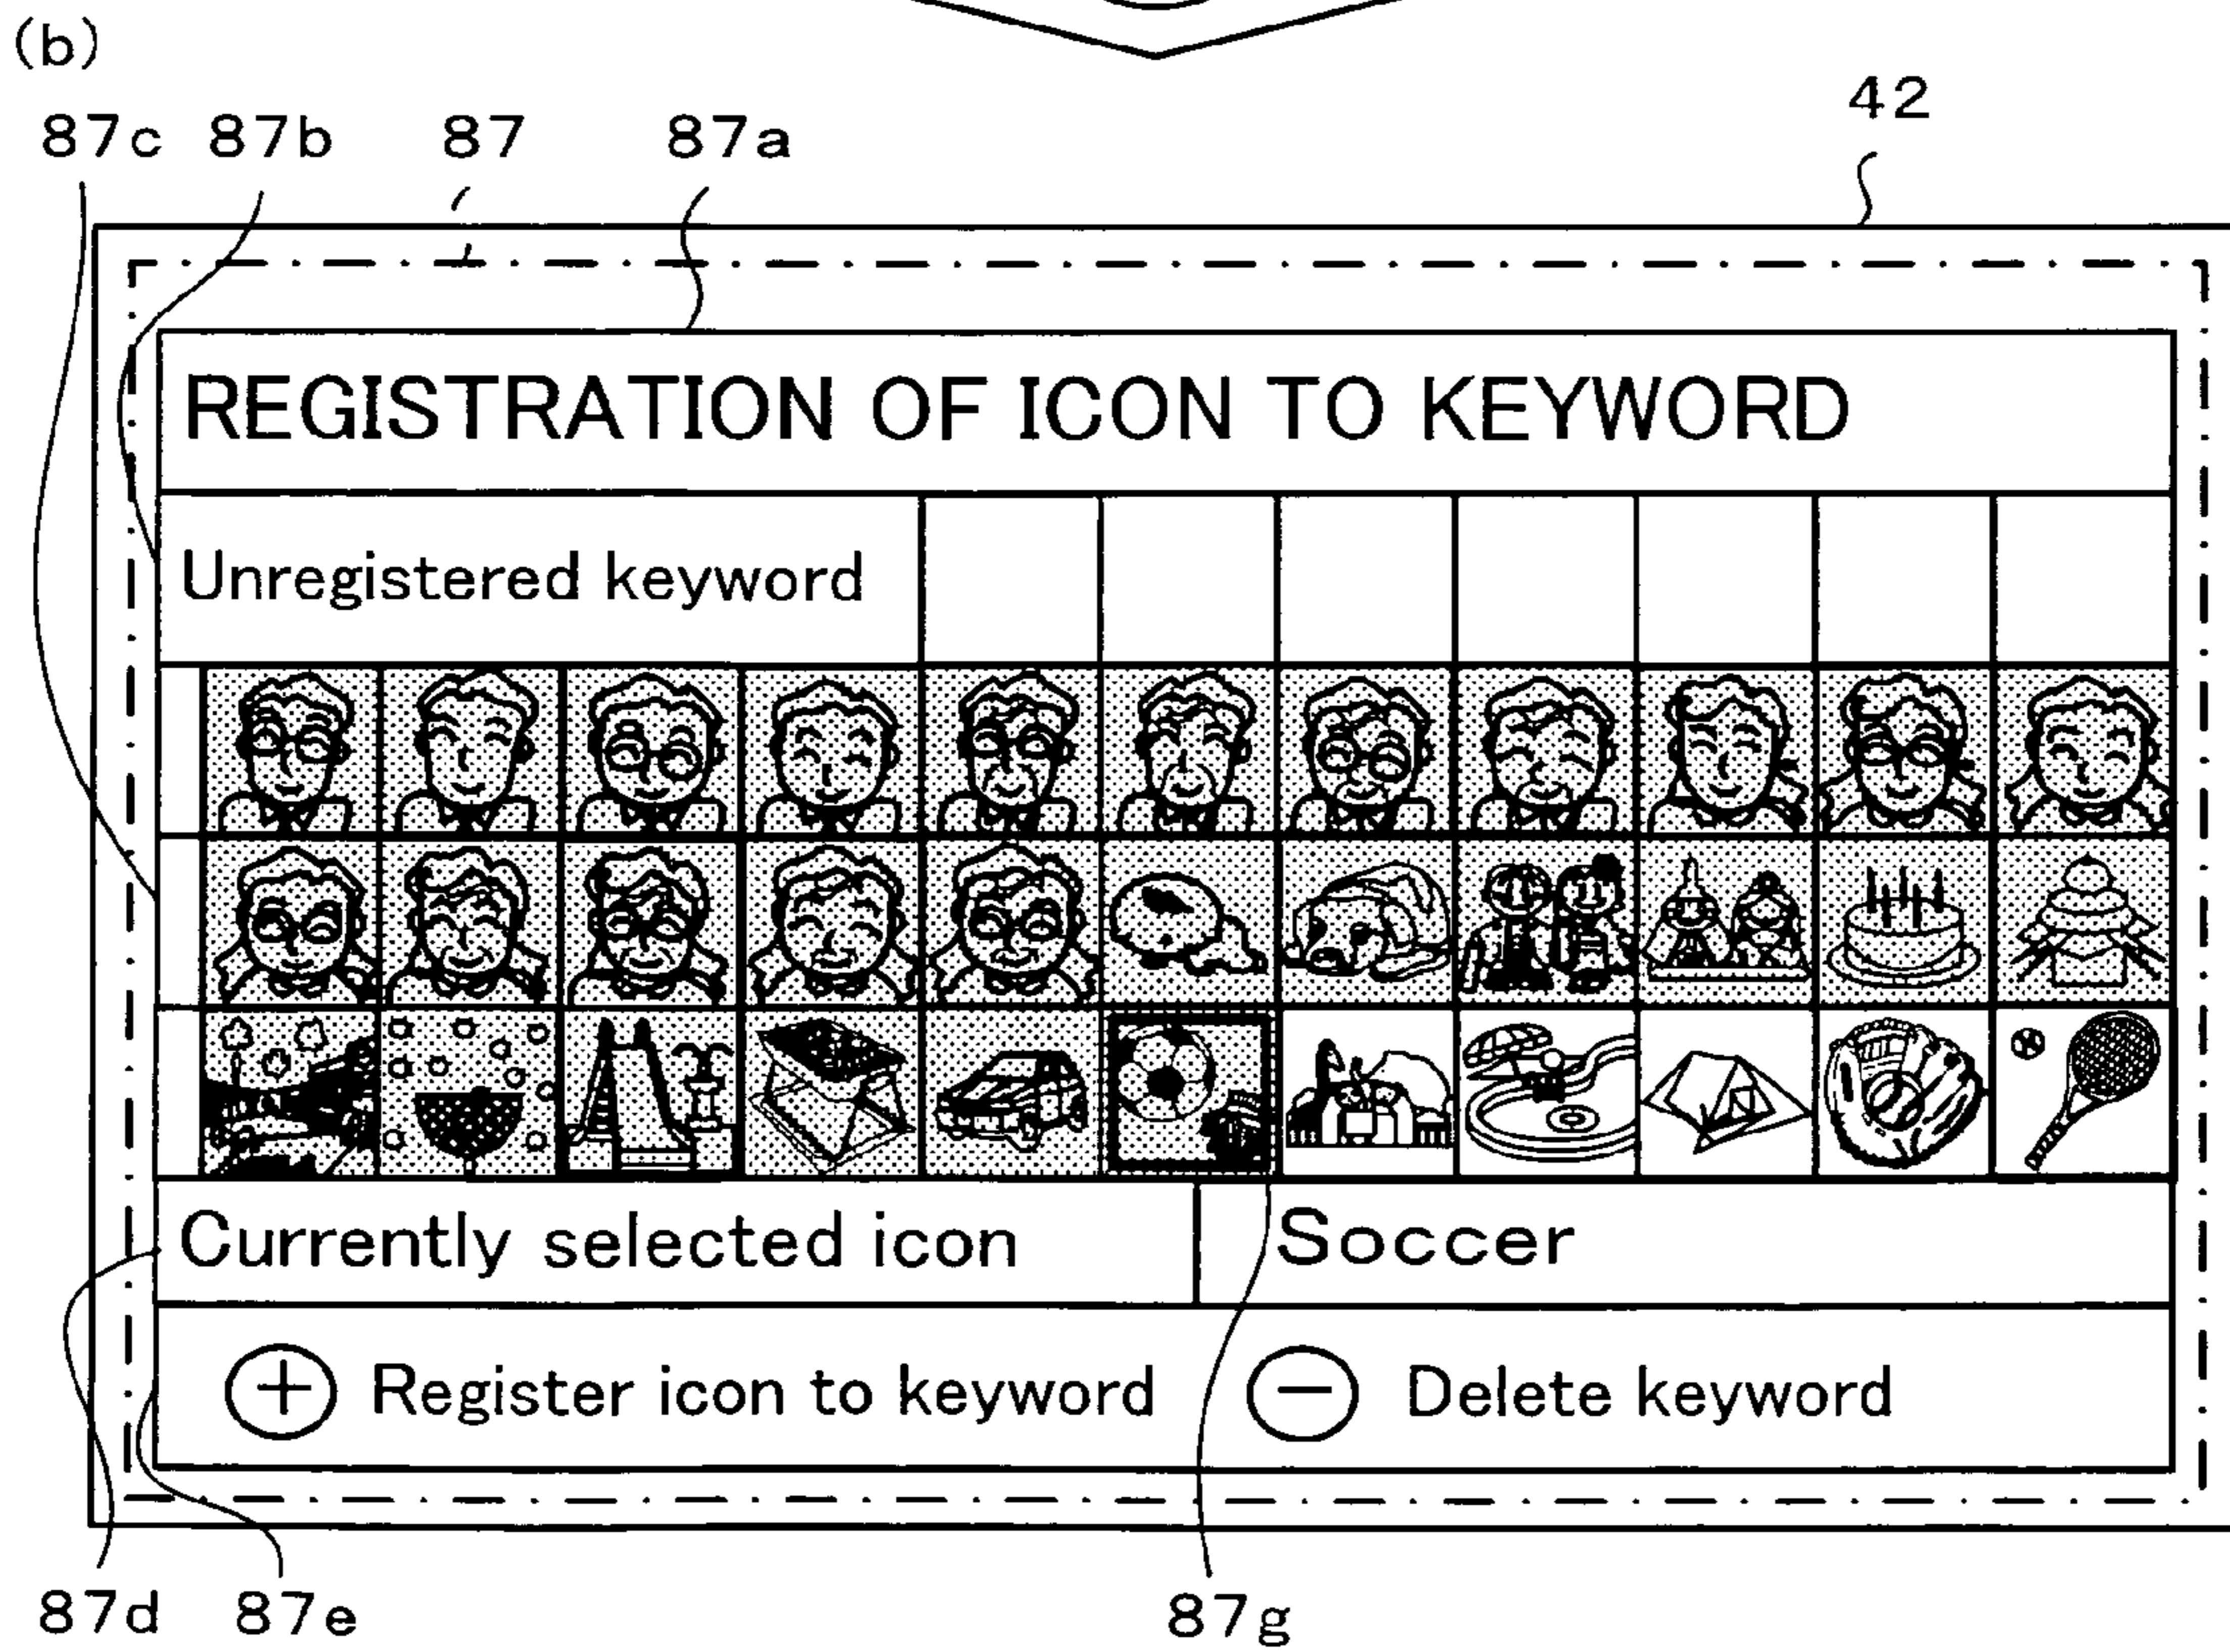 (b)
42
87c 87b 87 87a
REGISTRATION OF ICON TO KEYWORD
Unregistered keyword
Currently selected icon Soccer
+ Register icon to keyword − Delete keyword
87d 87e 87g